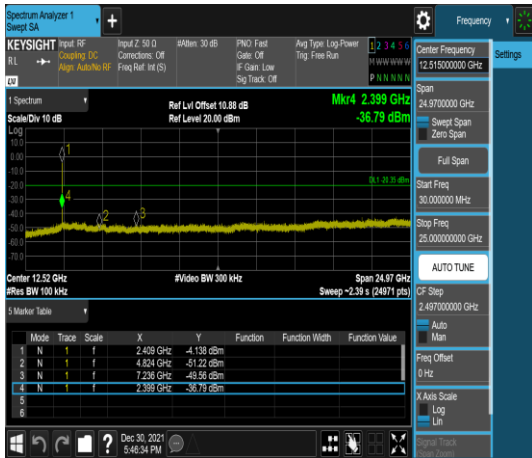 Spectrum Analyzer 1
Swept SA
+
Frequency
KEYSIGHT
R L
LXI
Input: RF
Coupling: DC
Align: Auto/No RF
Input Z: 50 Ω
Corrections: Off
Freq Ref: Int (S)
#Atten: 30 dB
PNO: Fast
Gate: Off
IF Gain: Low
Sig Track: Off
Avg Type: Log-Power
Trig: Free Run
1 2 3 4 5 6
M W W W W W
P N N N N N
Center Frequency
12.515000000 GHz
Settings
Span
24.9700000 GHz
Swept Span
Zero Span
Full Span
Start Freq
30.000000 MHz
Stop Freq
25.000000000 GHz
AUTO TUNE
CF Step
2.497000000 GHz
Auto
Man
Freq Offset
0 Hz
X Axis Scale
Log
Lin
Signal Track
(Span Zoom)
1 Spectrum
Scale/Div 10 dB
Ref Lvl Offset 10.88 dB
Ref Level 20.00 dBm
Mkr4 2.399 GHz
-36.79 dBm
Log
10.0
0.00
-10.0
-20.0
-30.0
-40.0
-50.0
-60.0
-70.0
1
4
2
3
DL1 -20.35 dBm
Center 12.52 GHz
#Res BW 100 kHz
#Video BW 300 kHz
Span 24.97 GHz
Sweep ~2.39 s (24971 pts)
5 Marker Table
Mode Trace Scale X Y Function Function Width Function Value
1 N 1 f 2.409 GHz -4.138 dBm
2 N 1 f 4.824 GHz -51.22 dBm
3 N 1 f 7.236 GHz -49.56 dBm
4 N 1 f 2.399 GHz -36.79 dBm
5
6
?
Dec 30, 2021
5:46:34 PM